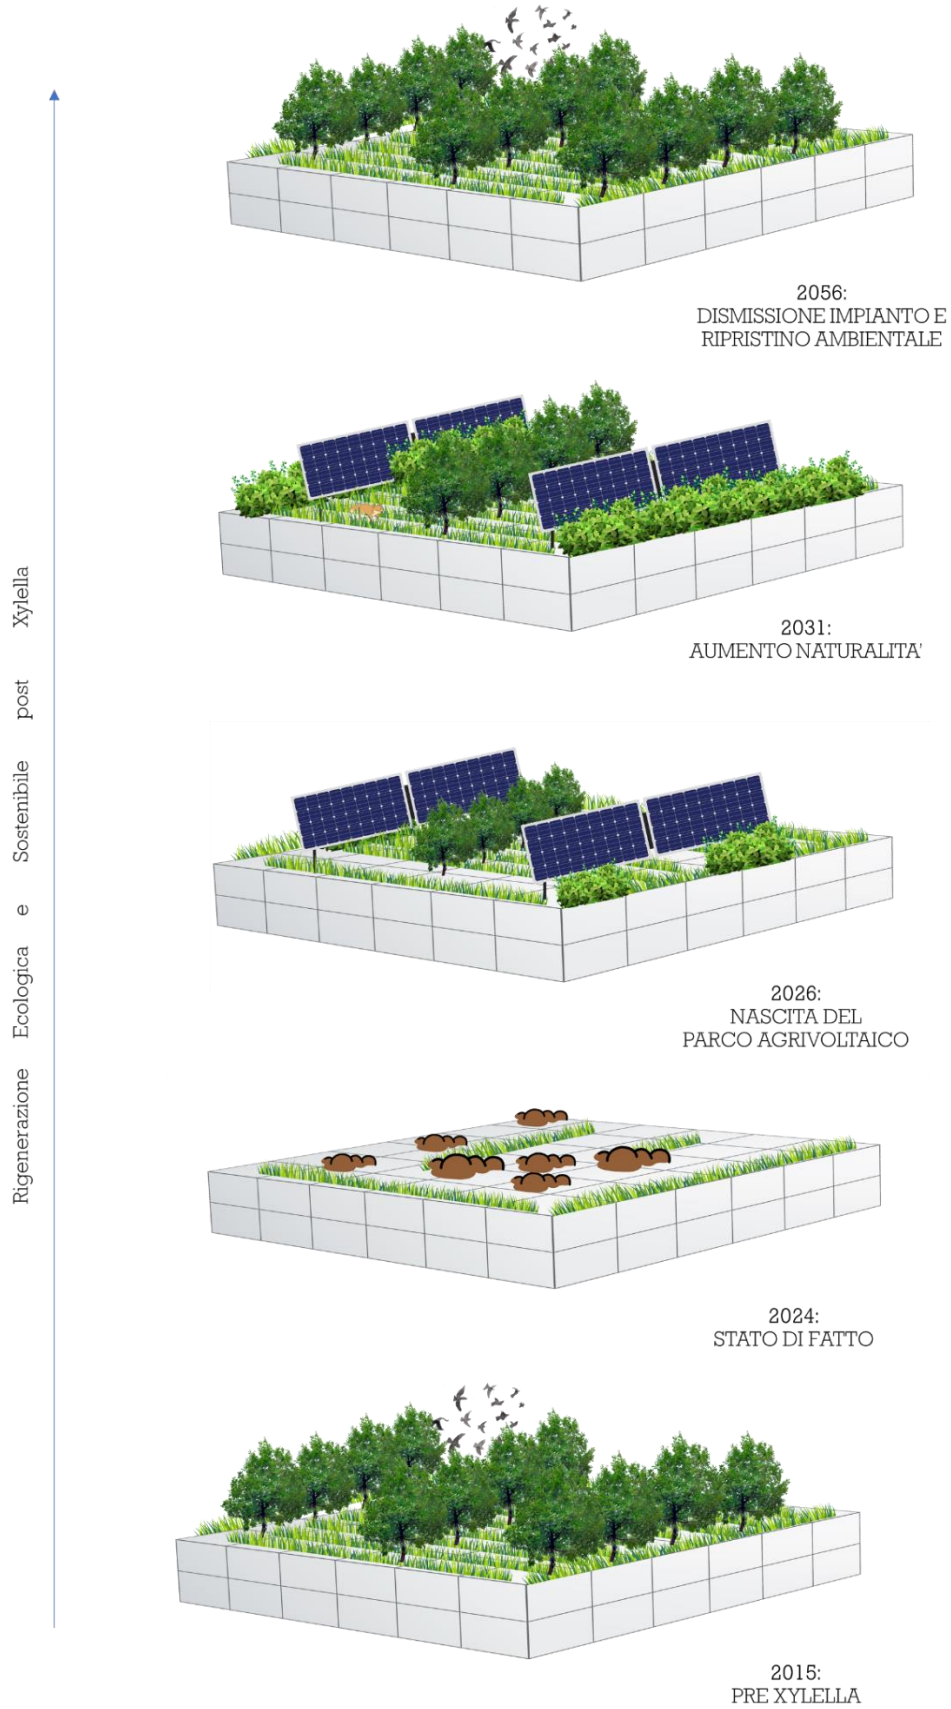 2056:
DISMISSIONE IMPIANTO E
RIPRISTINO AMBIENTALE
2031:
AUMENTO NATURALITA'
2026:
NASCITA DEL
PARCO AGRIVOLTAICO
2024:
STATO DI FATTO
2015:
PRE XYLELLA
Rigenerazione Ecologica e Sostenibile post Xylella